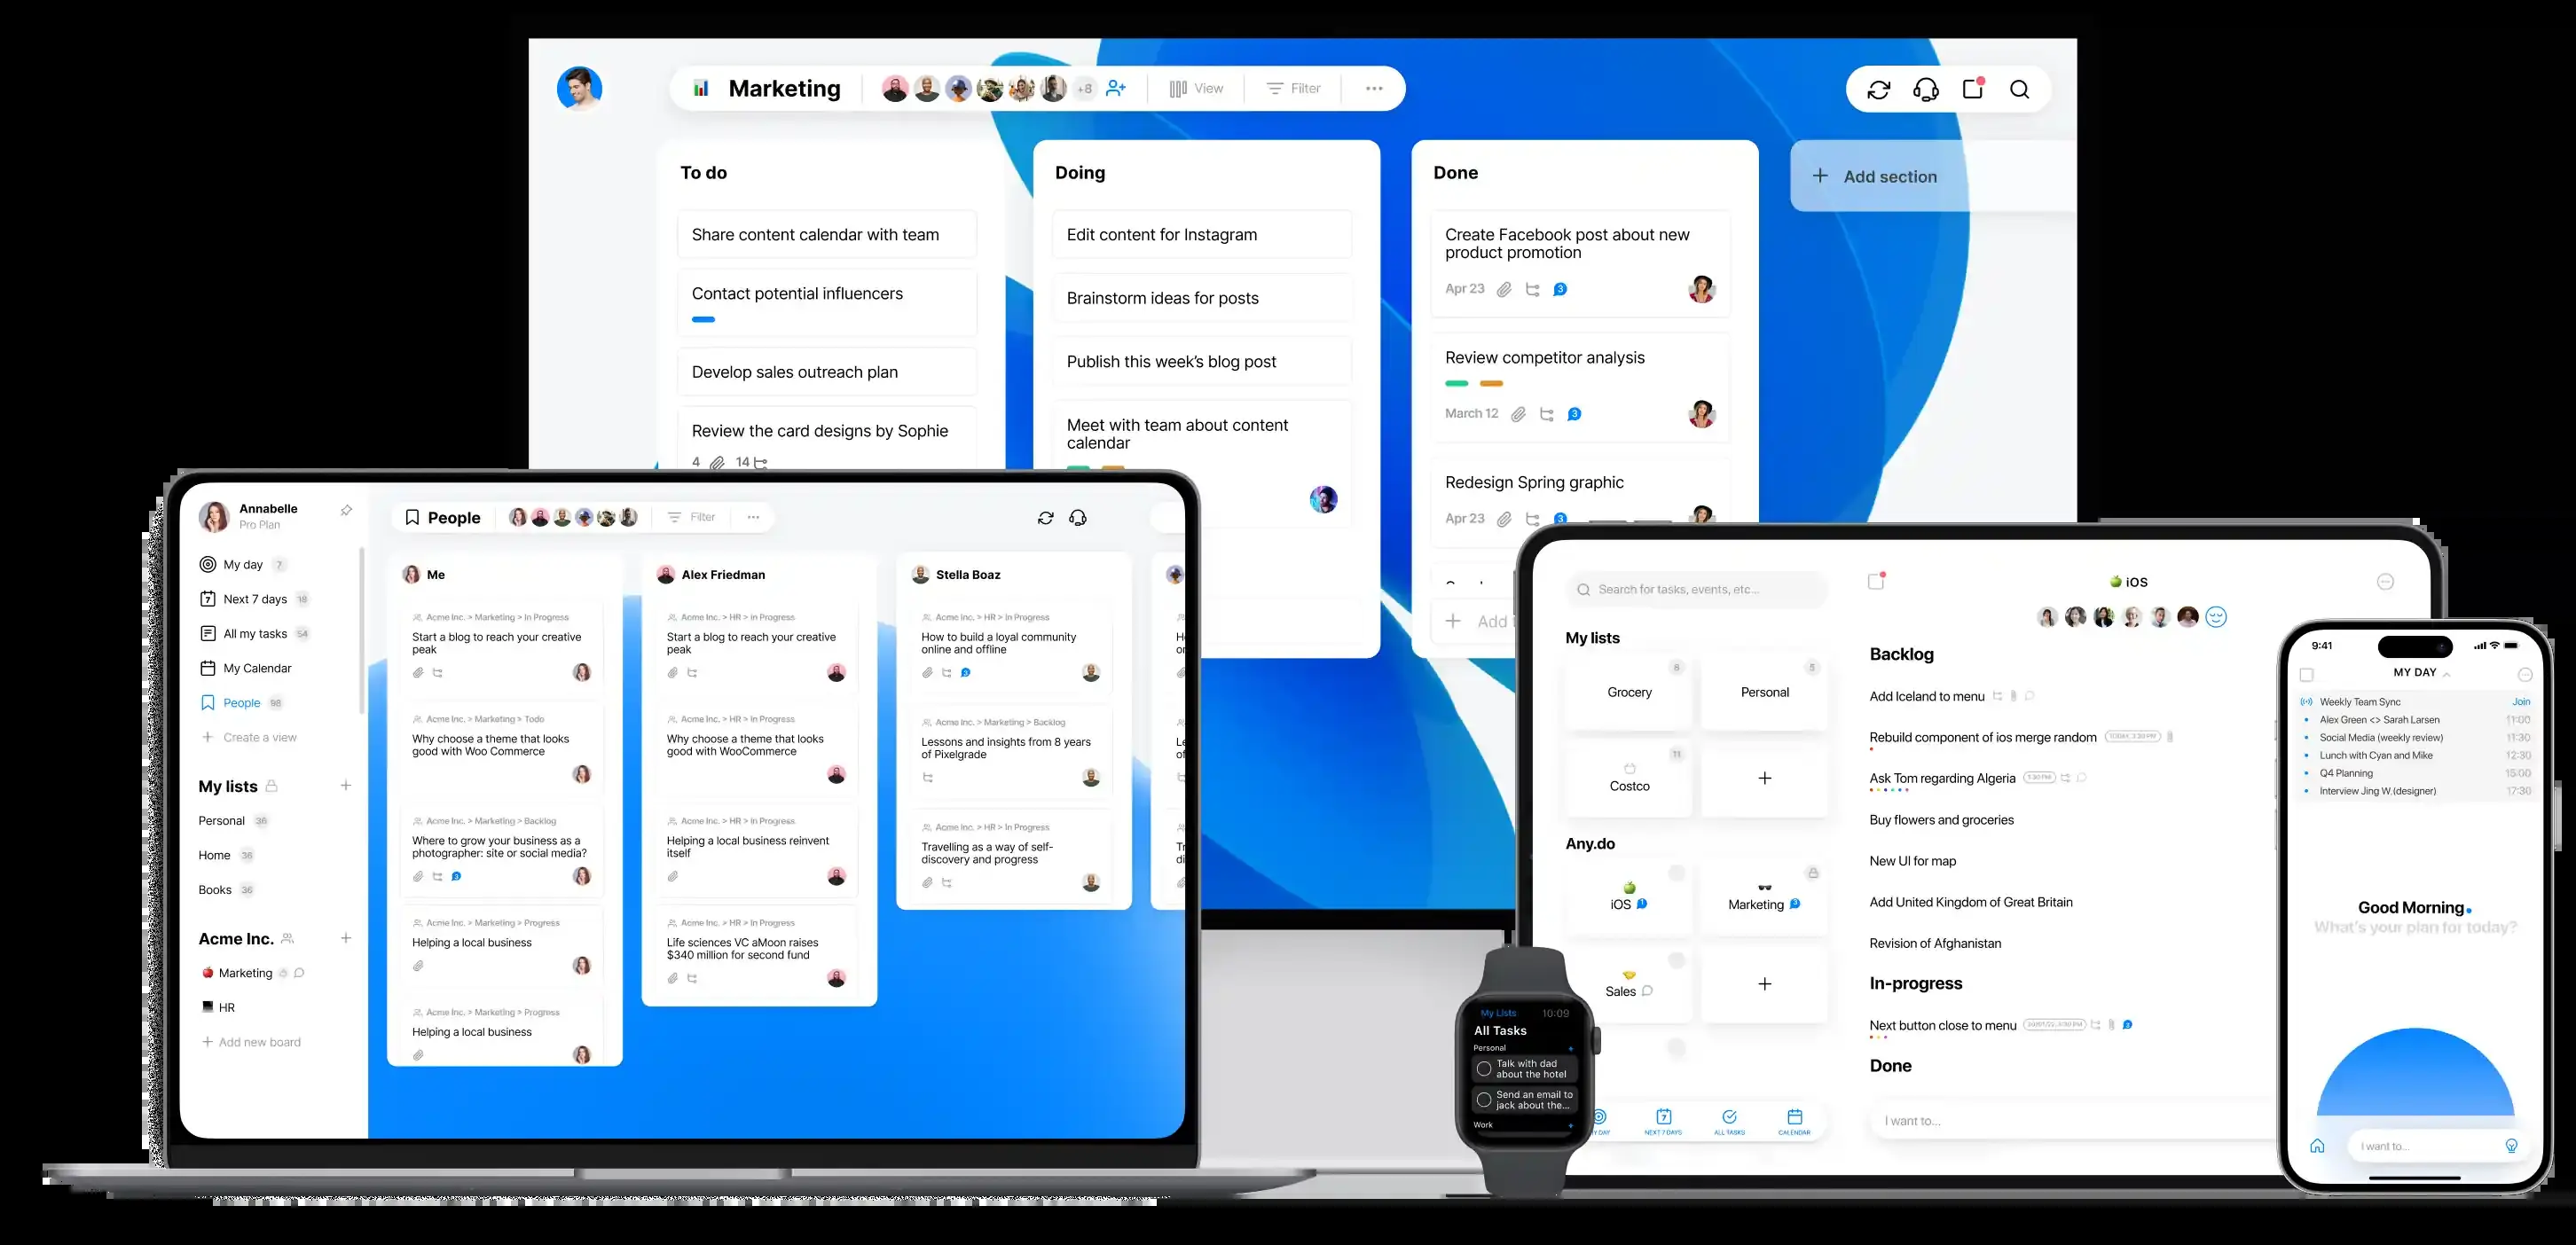 Marketing
+8
View
Filter
To do
Share content calendar with team
Contact potential influencers
Develop sales outreach plan
Review the card designs by Sophie
4
14
Doing
Edit content for Instagram
Brainstorm ideas for posts
Publish this week's blog post
Meet with team about content
calendar
Done
Create Facebook post about new
product promotion
Apr 23
3
Review competitor analysis
March 12
3
Redesign Spring graphic
Apr 23
3
+ Add
+ Add section
Annabelle
Pro Plan
My day 7
7
Next 7 days 18
All my tasks 54
My Calendar
People 98
+ Create a view
My lists +
Personal 36
Home 36
Books 36
Acme Inc. +
Marketing
HR
+ Add new board
People
Filter
Me
Acme Inc. > Marketing > In Progress
Start a blog to reach your creative
peak
Acme Inc. > Marketing > Todo
Why choose a theme that looks
good with Woo Commerce
Acme Inc. > Marketing > Backlog
Where to grow your business as a
photographer: site or social media?
Acme Inc. > Marketing > Progress
Helping a local business
Acme Inc. > Marketing > Progress
Helping a local business
Alex Friedman
Acme Inc. > HR > In Progress
Start a blog to reach your creative
peak
Acme Inc. > HR > In Progress
Why choose a theme that looks
good with WooCommerce
Acme Inc. > HR > In Progress
Helping a local business reinvent
itself
Acme Inc. > HR > In Progress
Life sciences VC aMoon raises
$340 million for second fund
Stella Boaz
Acme Inc. > HR > In Progress
How to build a loyal community
online and offline
Acme Inc. > Marketing > Backlog
Lessons and insights from 8 years
of Pixelgrade
Acme Inc. > HR > In Progress
Travelling as a way of self-
discovery and progress
Search for tasks, events, etc...
My lists
8
Grocery
5
Personal
11
Costco
+
Any.do
iOS
Marketing
Sales
+
NEXT 7 DAYS
ALL TASKS
CALENDAR
iOS
Backlog
Add Iceland to menu
Rebuild component of ios merge random
Ask Tom regarding Algeria
Buy flowers and groceries
New UI for map
Add United Kingdom of Great Britain
Revision of Afghanistan
In-progress
Next button close to menu
Done
I want to...
My Lists 10:09
All Tasks
Personal +
Talk with dad
about the hotel
Send an email to
jack about the...
Work +
9:41
MY DAY
Weekly Team Sync Join
Alex Green <> Sarah Larsen 11:00
Social Media (weekly review) 11:30
Lunch with Cyan and Mike 12:30
Q4 Planning 15:00
Interview Jing W.(designer) 17:30
Good Morning.
What's your plan for today?
I want to...